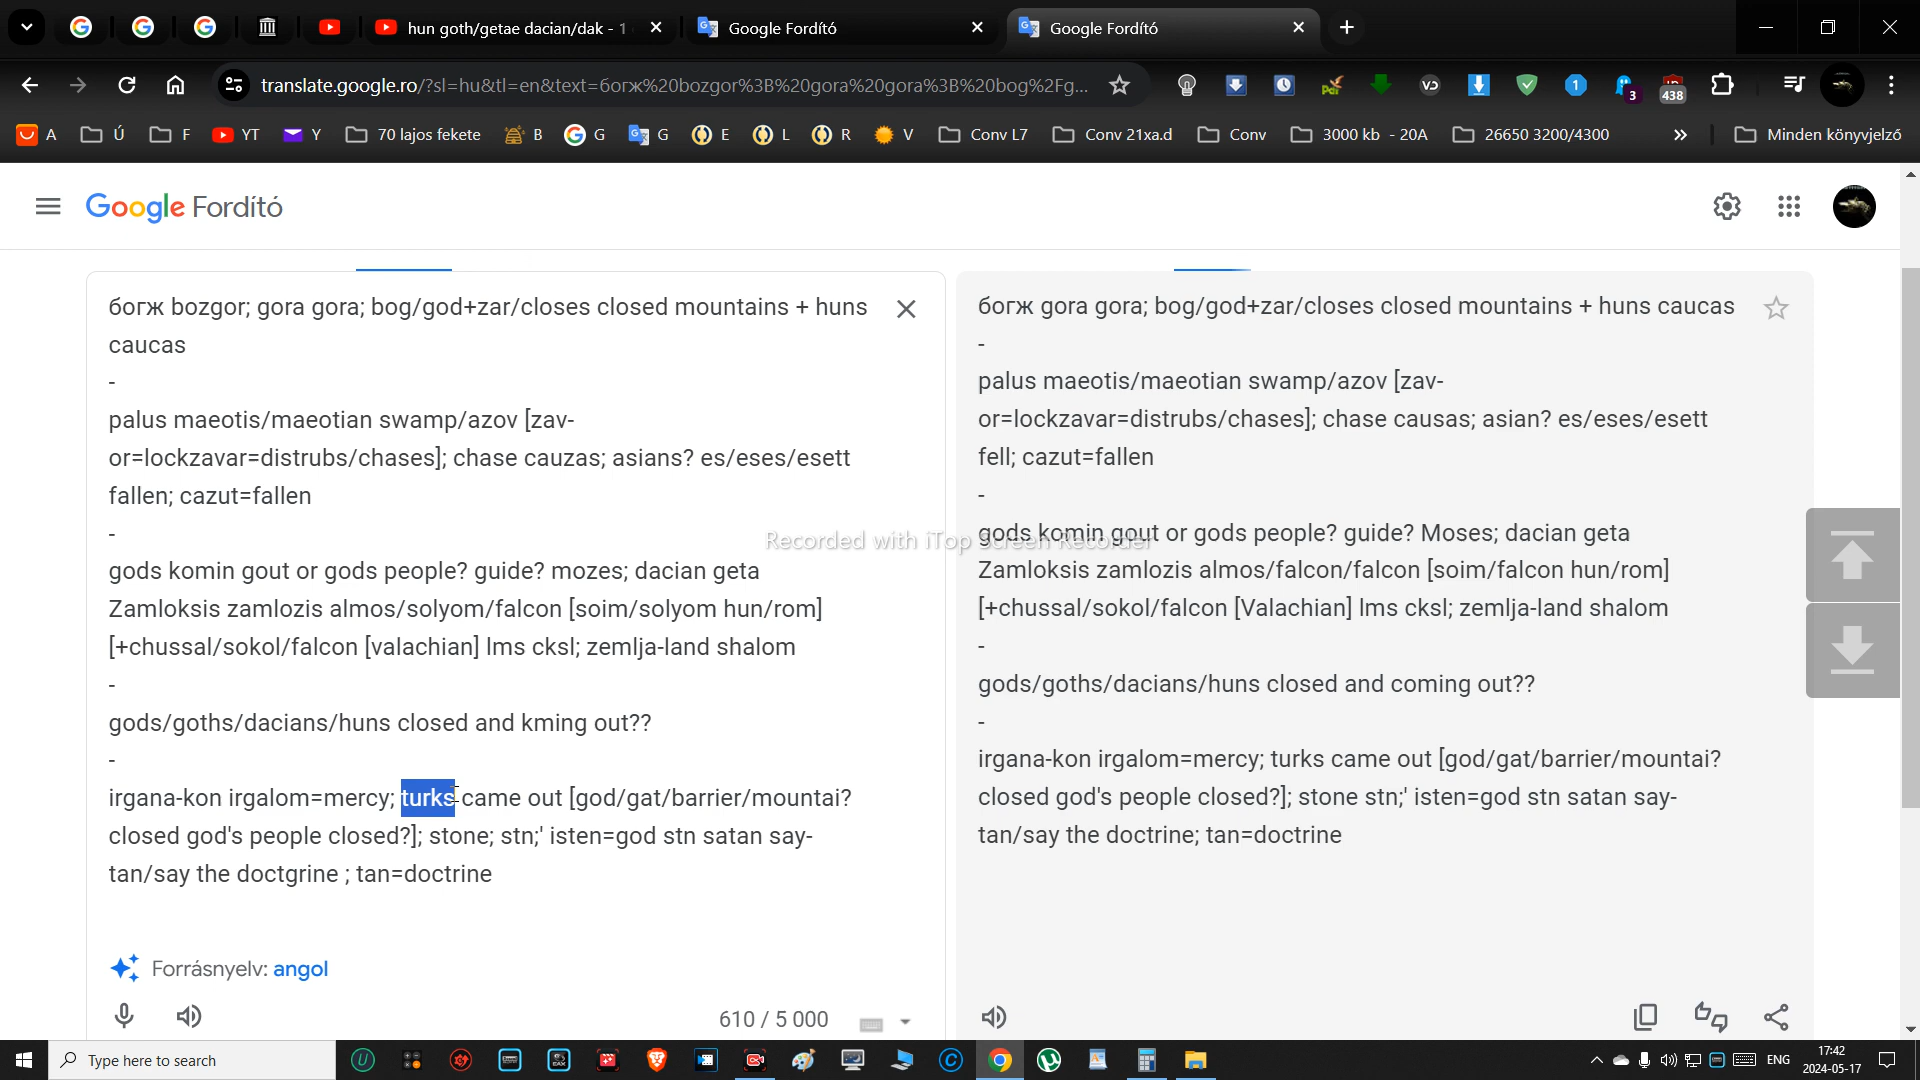 hun goth/getae dacian/dak - 1
Google Fordító
Google Fordító
translate.google.ro/?sl=hu&tl=en&text=богж%20bozgor%3B%20gora%20gora%3B%20bog%2Fg...
3
438
A
Ú
F
YT
Y
70 lajos fekete
B
G
G
E
L
R
V
Conv L7
Conv 21xa.d
Conv
3000 kb - 20A
26650 3200/4300
»
Minden könyvjelző
Google Fordító
богж bozgor; gora gora; bog/god+zar/closes closed mountains + huns
caucas
-
palus maeotis/maeotian swamp/azov [zav-
or=lockzavar=distrubs/chases]; chase cauzas; asians? es/eses/esett
fallen; cazut=fallen
-
gods komin gout or gods people? guide? mozes; dacian geta
Zamloksis zamlozis almos/solyom/falcon [soim/solyom hun/rom]
[+chussal/sokol/falcon [valachian] lms cksl; zemlja-land shalom
-
gods/goths/dacians/huns closed and kming out??
-
irgana-kon irgalom=mercy; turks came out [god/gat/barrier/mountai?
closed god's people closed?]; stone; stn;' isten=god stn satan say-
tan/say the doctgrine ; tan=doctrine
Forrásnyelv: angol
610 / 5 000
богж gora gora; bog/god+zar/closes closed mountains + huns caucas
-
palus maeotis/maeotian swamp/azov [zav-
or=lockzavar=distrubs/chases]; chase causas; asian? es/eses/esett
fell; cazut=fallen
-
gods komin gout or gods people? guide? Moses; dacian geta
Zamloksis zamlozis almos/falcon/falcon [soim/falcon hun/rom]
[+chussal/sokol/falcon [Valachian] lms cksl; zemlja-land shalom
-
gods/goths/dacians/huns closed and coming out??
-
irgana-kon irgalom=mercy; turks came out [god/gat/barrier/mountai?
closed god's people closed?]; stone stn;' isten=god stn satan say-
tan/say the doctrine; tan=doctrine
Recorded with iTop Screen Recorder
Type here to search
ENG
17:42
2024-05-17